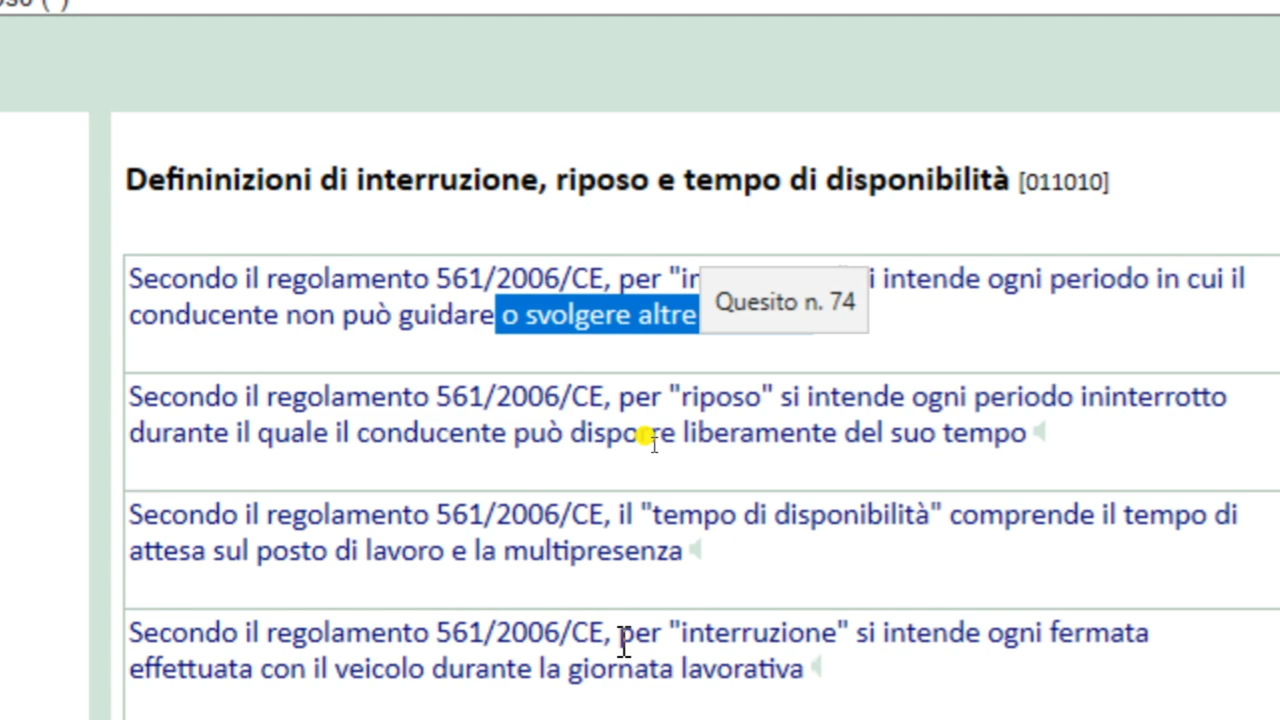 Defininizioni di interruzione, riposo e tempo di disponibilità [011010]
Secondo il regolamento 561/2006/CE, per "in i intende ogni periodo in cui il
conducente non può guidare o svolgere altre
Quesito n. 74
Secondo il regolamento 561/2006/CE, per "riposo" si intende ogni periodo ininterrotto
durante il quale il conducente può disporre liberamente del suo tempo
Secondo il regolamento 561/2006/CE, il "tempo di disponibilità" comprende il tempo di
attesa sul posto di lavoro e la multipresenza
Secondo il regolamento 561/2006/CE, per "interruzione" si intende ogni fermata
effettuata con il veicolo durante la giornata lavorativa